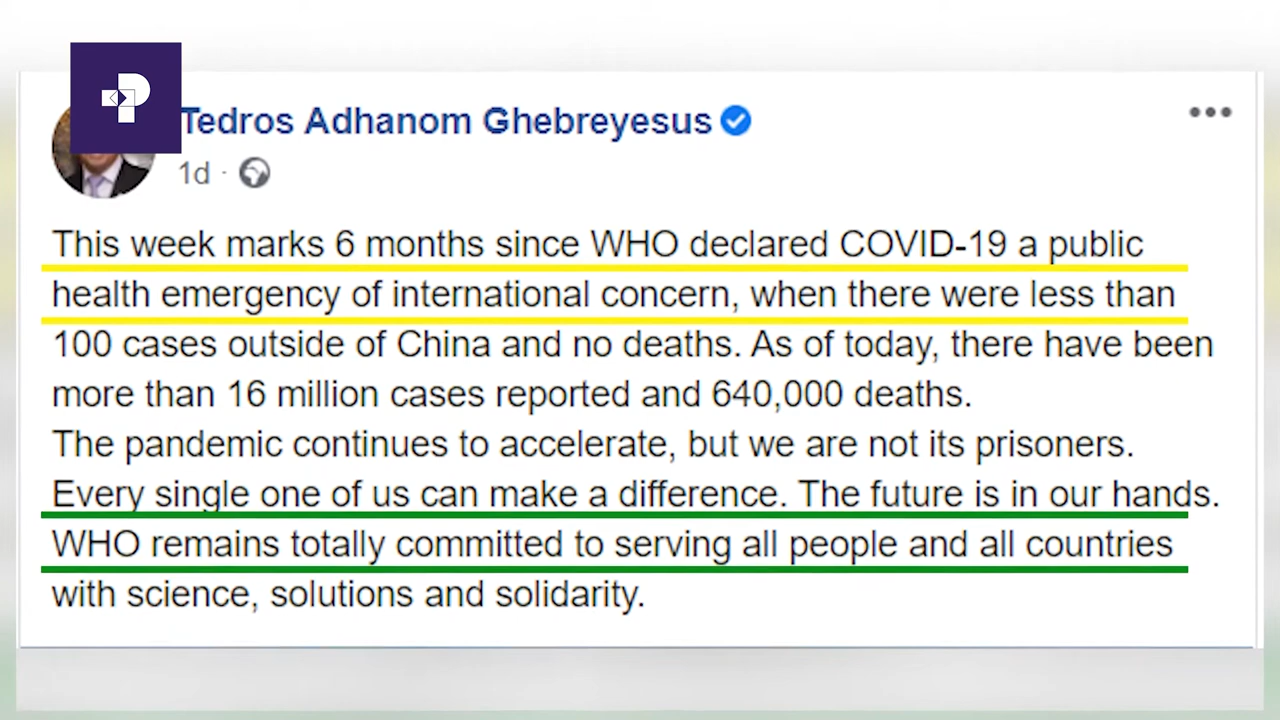 Tedros Adhanom Ghebreyesus
1d ·
This week marks 6 months since WHO declared COVID-19 a public
health emergency of international concern, when there were less than
100 cases outside of China and no deaths. As of today, there have been
more than 16 million cases reported and 640,000 deaths.
The pandemic continues to accelerate, but we are not its prisoners.
Every single one of us can make a difference. The future is in our hands.
WHO remains totally committed to serving all people and all countries
with science, solutions and solidarity.